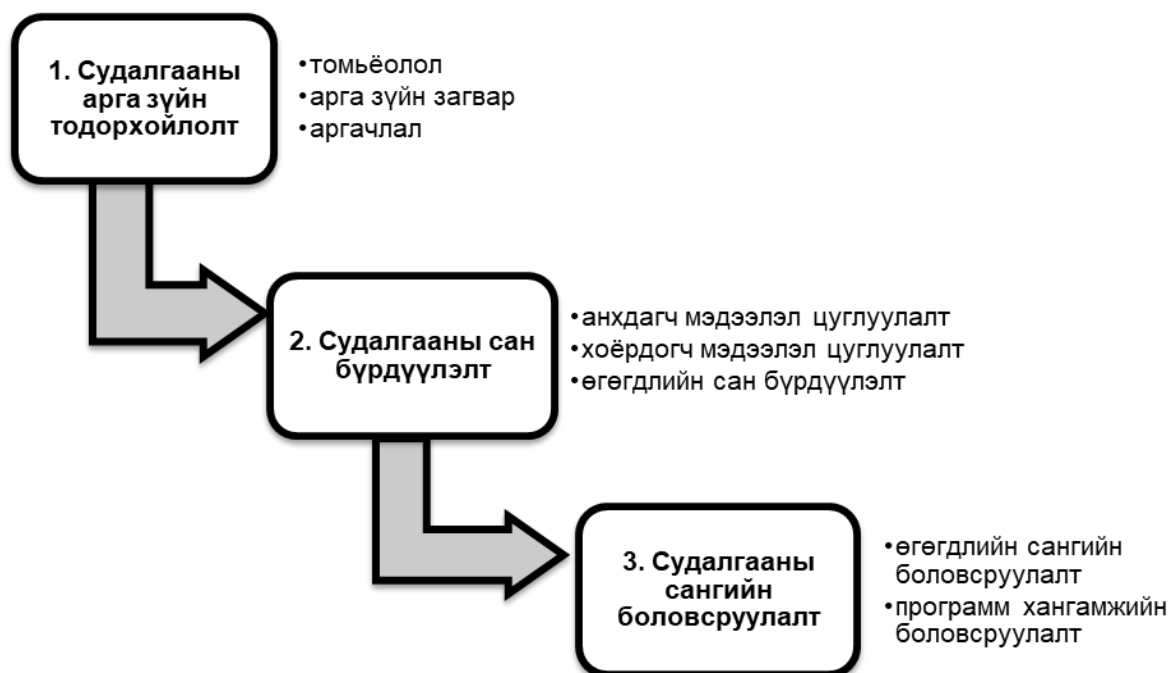 1. Судалгааны
арга зүйн
тодорхойлолт
•томьёолол
•арга зүйн загвар
•аргачлал
2. Судалгааны сан
бүрдүүлэлт
•анхдагч мэдээлэл цуглуулалт
•хоёрдогч мэдээлэл цуглуулалт
•өгөгдлийн сан бүрдүүлэлт
3. Судалгааны
сангийн
боловсруулалт
•өгөгдлийн сангийн
боловсруулалт
•программ хангамжийн
боловсруулалт